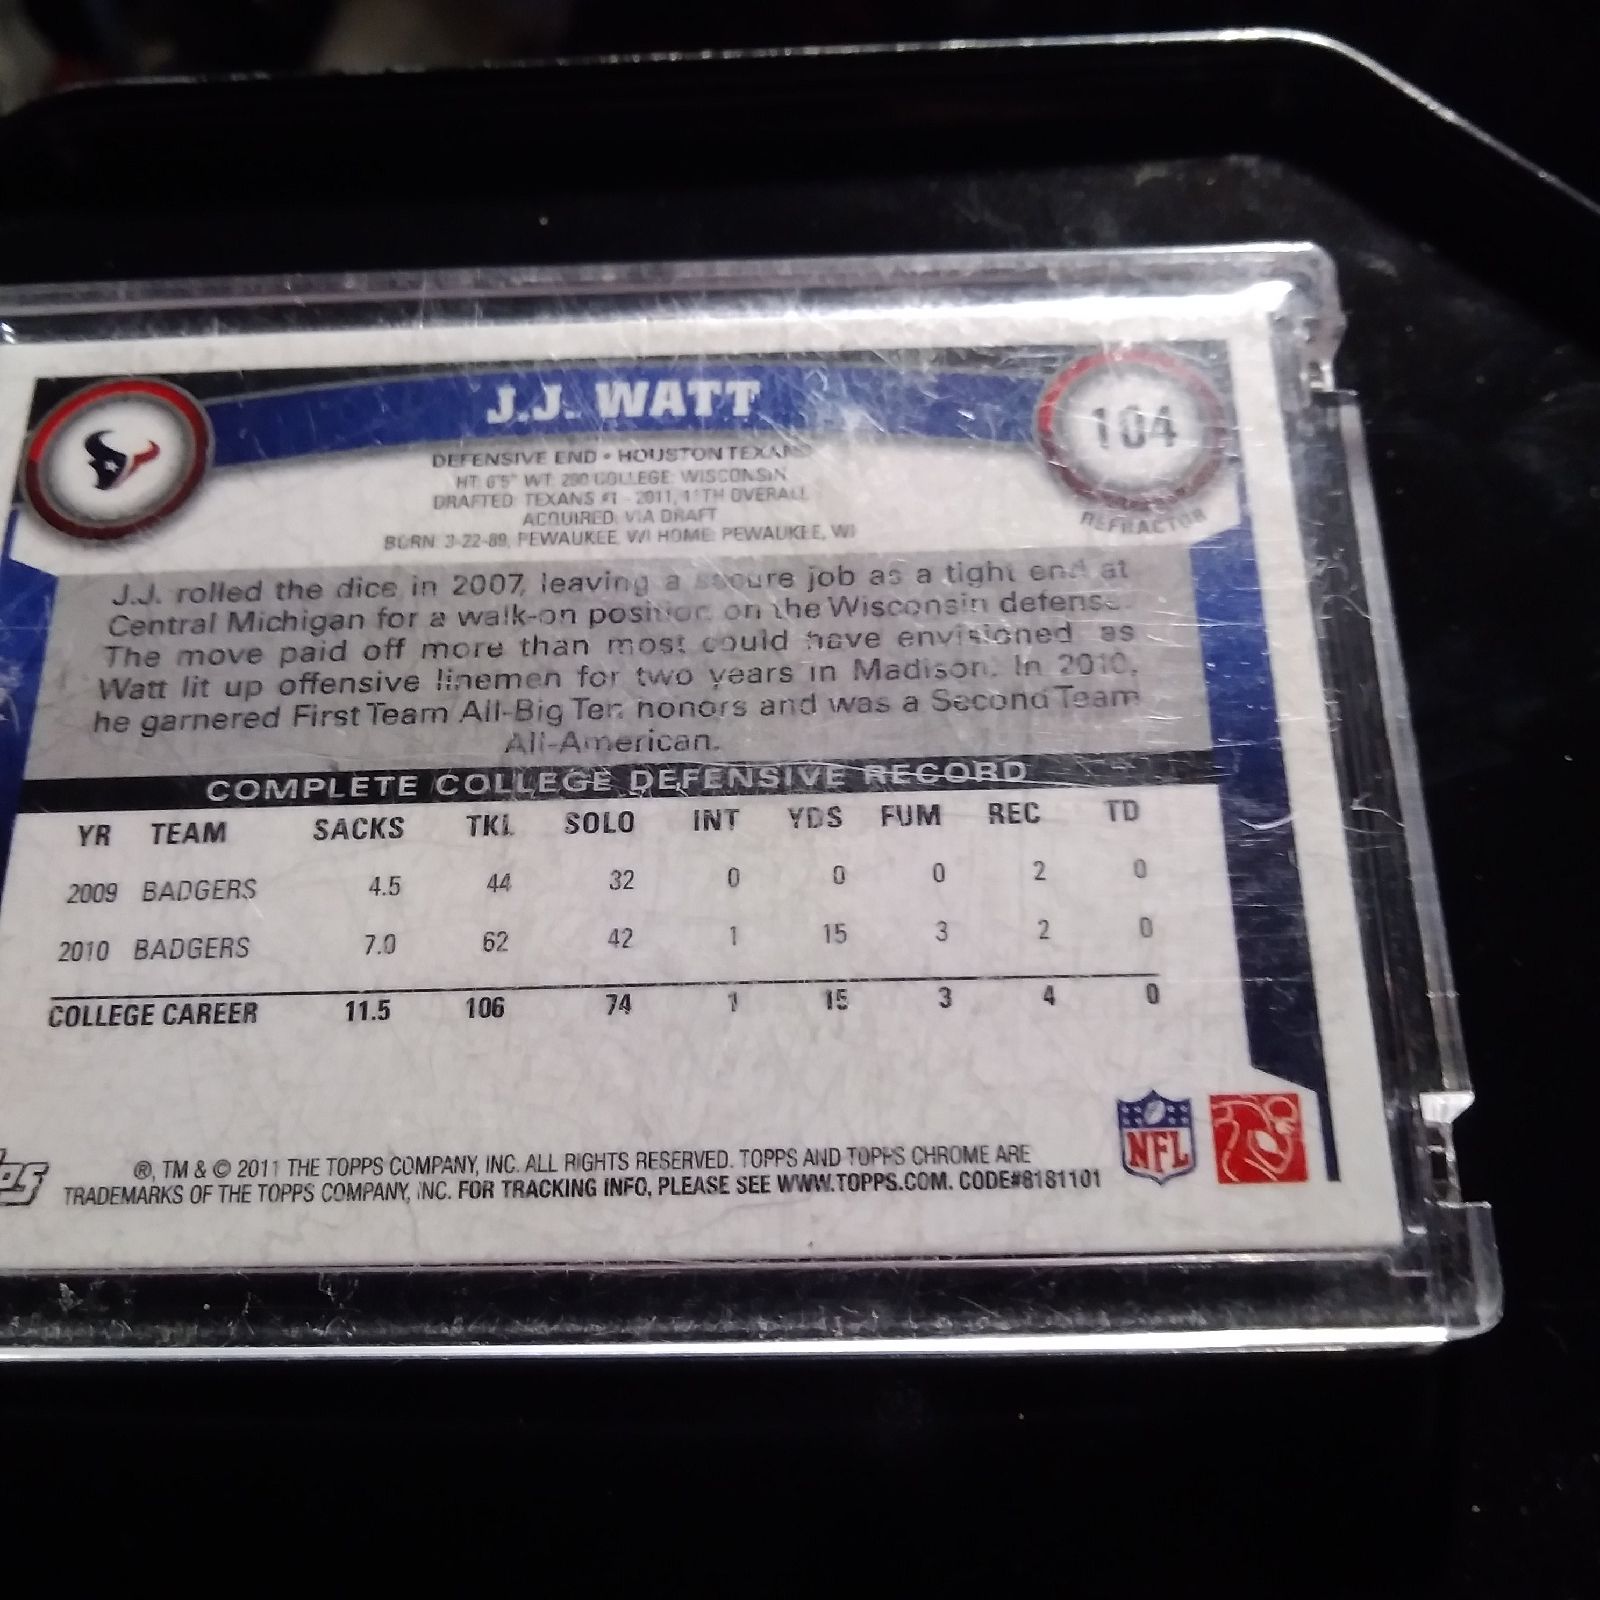 J.J. WATT
104
DEFENSIVE END • HOUSTON TEXANS
REFRACTOR
HT: 6'5" WT: 290 COLLEGE: WISCONSIN
DRAFTED: TEXANS #1 - 2011, 11TH OVERALL
ACQUIRED: VIA DRAFT
BORN: 3-22-89, PEWAUKEE, WI HOME: PEWAUKEE, WI
J.J. rolled the dice in 2007, leaving a secure job as a tight end at
Central Michigan for a walk-on position on the Wisconsin defense.
The move paid off more than most could have envisioned as
Watt lit up offensive linemen for two years in Madison. In 2010,
he garnered First Team All-Big Ten honors and was a Second Team
All-American.
COMPLETE COLLEGE DEFENSIVE RECORD
YR TEAM SACKS TKL SOLO INT YDS FUM REC TD
2009 BADGERS 4.5 44 32 0 0 0 2 0
2010 BADGERS 7.0 62 42 1 15 3 2 0
COLLEGE CAREER 11.5 106 74 1 15 3 4 0
NFL
®, TM & © 2011 THE TOPPS COMPANY, INC. ALL RIGHTS RESERVED. TOPPS AND TOPPS CHROME ARE
TRADEMARKS OF THE TOPPS COMPANY, INC. FOR TRACKING INFO, PLEASE SEE WWW.TOPPS.COM. CODE#8181101